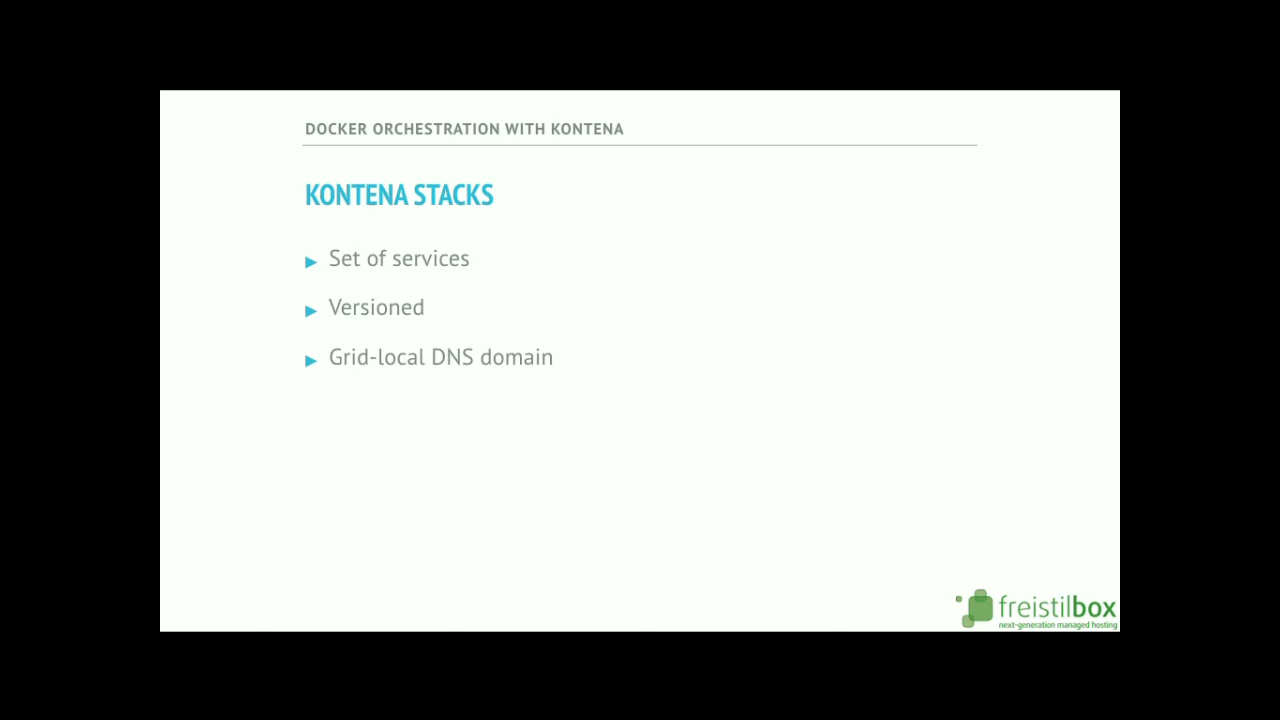 DOCKER ORCHESTRATION WITH KONTENA
KONTENA STACKS
▶ Set of services
▶ Versioned
▶ Grid-local DNS domain
freistilbox
next-generation managed hosting